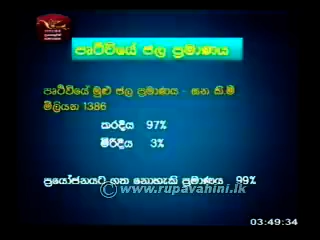 පෘථිවියේ ජල ප්‍රමාණය
පෘථිවියේ මුළු ජල ප්‍රමාණය - ඝන කි.මී
මිලියන 1386
කරදිය 97%
මිරිදිය 3%
ප්‍රයෝජනයට ගත නොහැකි ප්‍රමාණය 99%
© www.rupavahini.lk
03:49:34